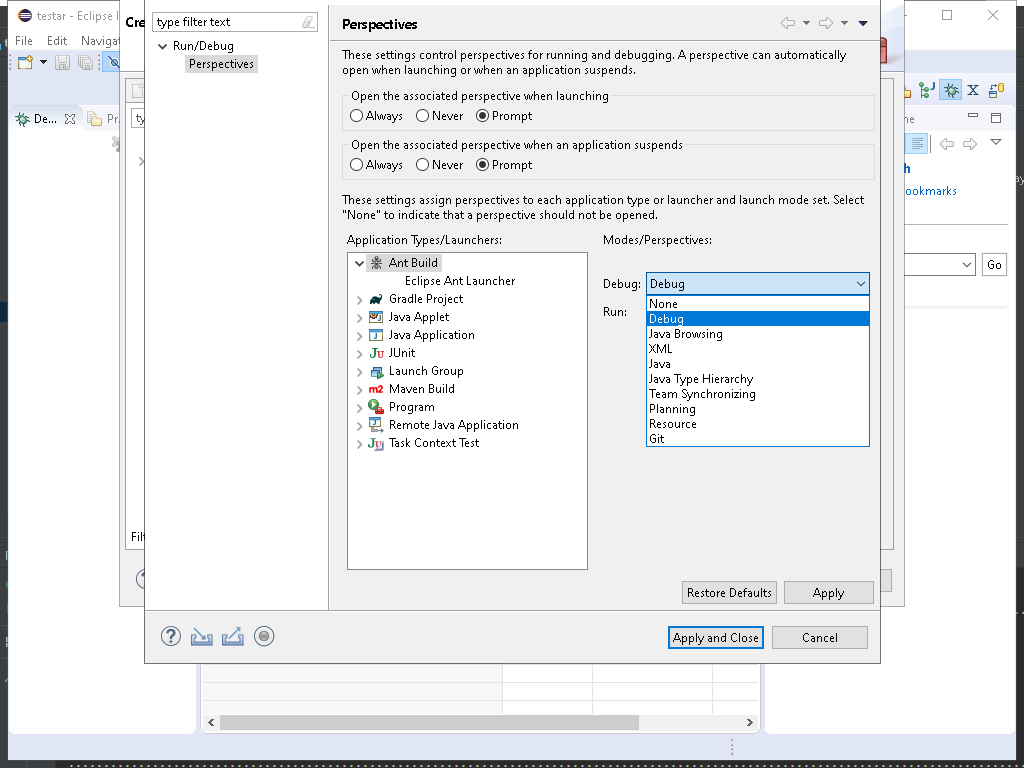 testar - Eclipse I
File Edit Navigat
De...
Pr
Cre
ty
Filt
type filter text
Run/Debug
Perspectives
Perspectives
These settings control perspectives for running and debugging. A perspective can automatically
open when launching or when an application suspends.
Open the associated perspective when launching
Always Never Prompt
Open the associated perspective when an application suspends
Always Never Prompt
These settings assign perspectives to each application type or launcher and launch mode set. Select
"None" to indicate that a perspective should not be opened.
Application Types/Launchers:
Ant Build
Eclipse Ant Launcher
Gradle Project
Java Applet
Java Application
JUnit
Launch Group
Maven Build
Program
Remote Java Application
Task Context Test
Modes/Perspectives:
Debug: Debug
Run:
None
Debug
Java Browsing
XML
Java
Java Type Hierarchy
Team Synchronizing
Planning
Resource
Git
Restore Defaults Apply
Apply and Close Cancel
ne
h
ookmarks
Go